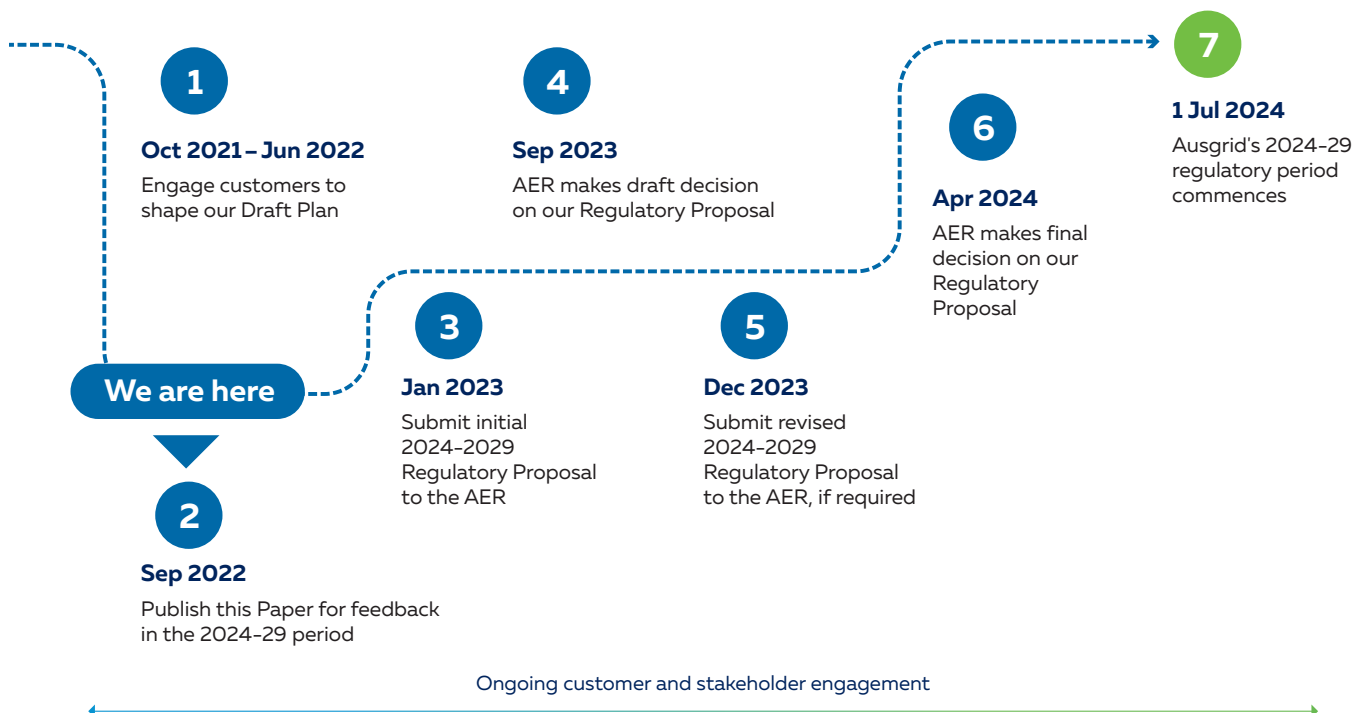 1
Oct 2021 – Jun 2022
Engage customers to
shape our Draft Plan
We are here
2
Sep 2022
Publish this Paper for feedback
in the 2024-29 period
3
Jan 2023
Submit initial
2024-2029
Regulatory Proposal
to the AER
4
Sep 2023
AER makes draft decision
on our Regulatory Proposal
5
Dec 2023
Submit revised
2024-2029
Regulatory Proposal
to the AER, if required
6
Apr 2024
AER makes final
decision on our
Regulatory
Proposal
7
1 Jul 2024
Ausgrid's 2024-29
regulatory period
commences
Ongoing customer and stakeholder engagement